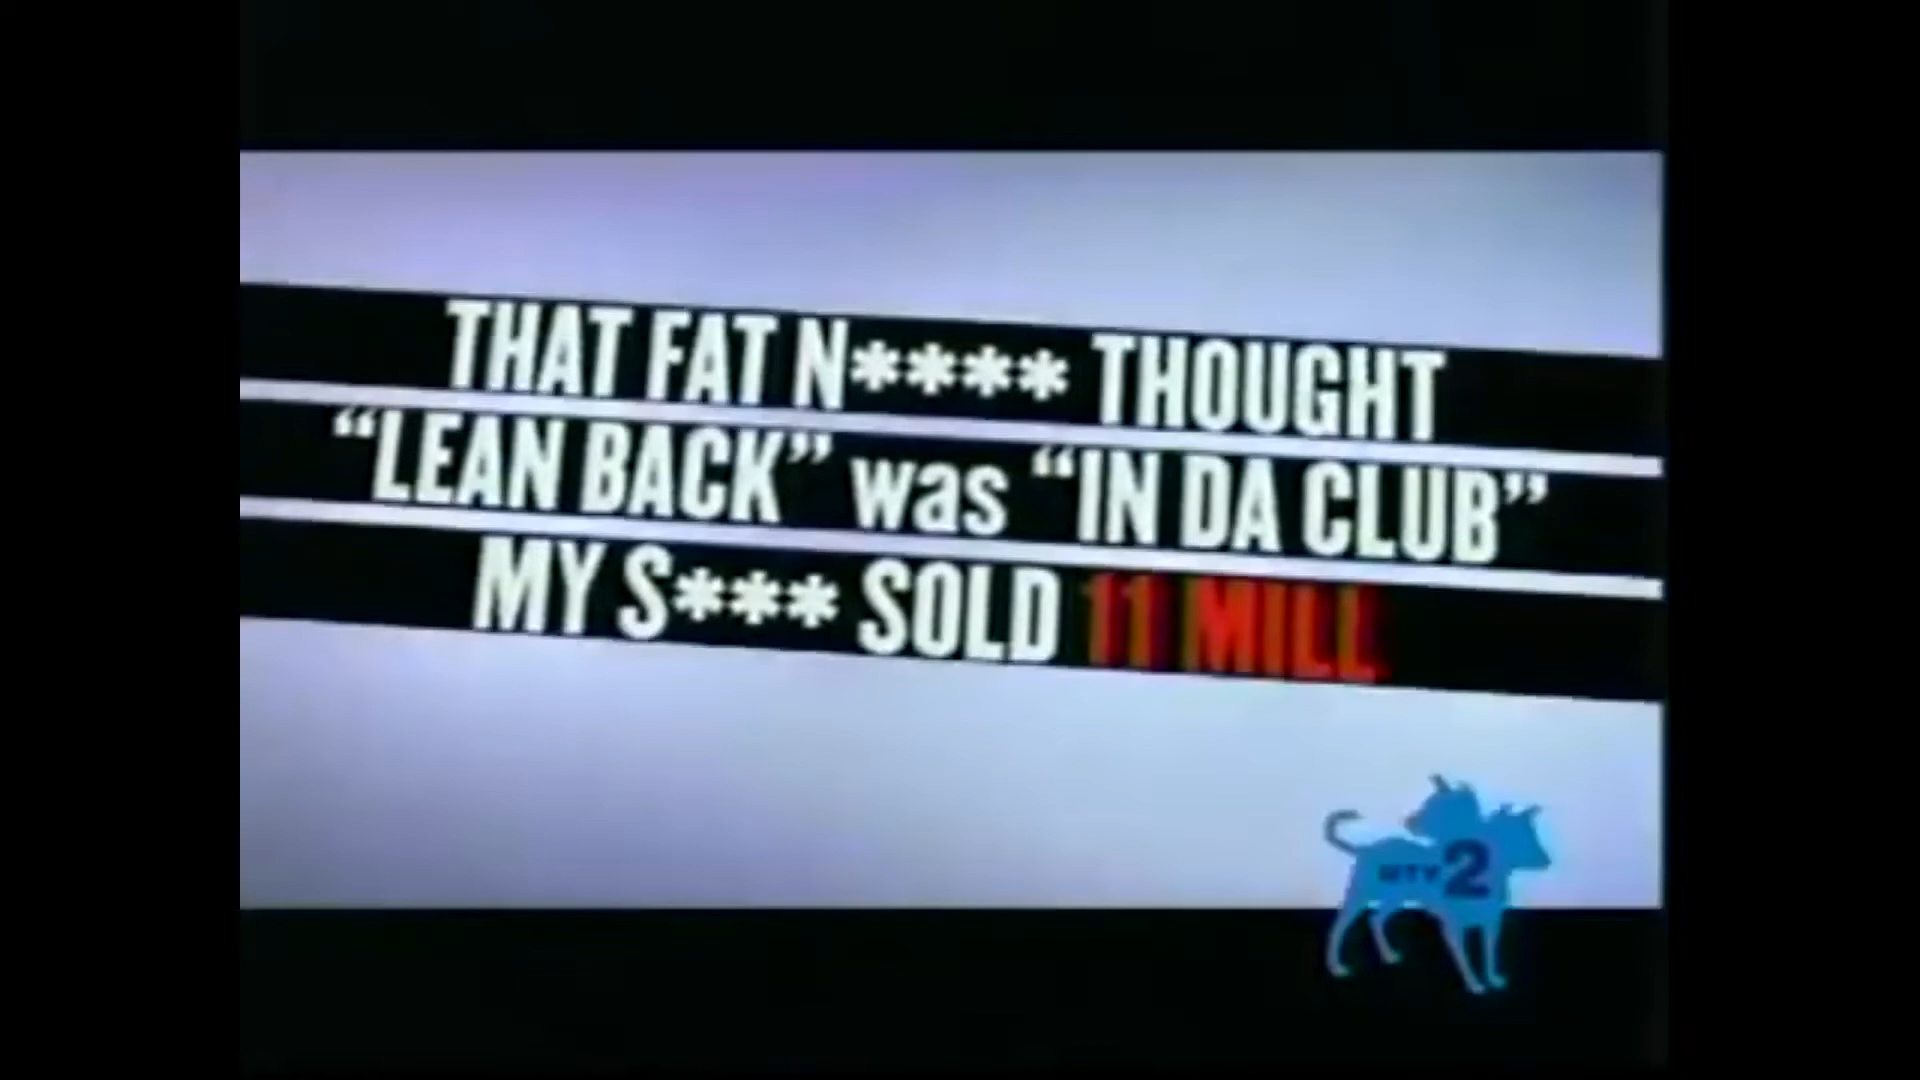 THAT FAT N**** THOUGHT
“LEAN BACK” was “IN DA CLUB”
MY S*** SOLD 11 MILL
MTV2